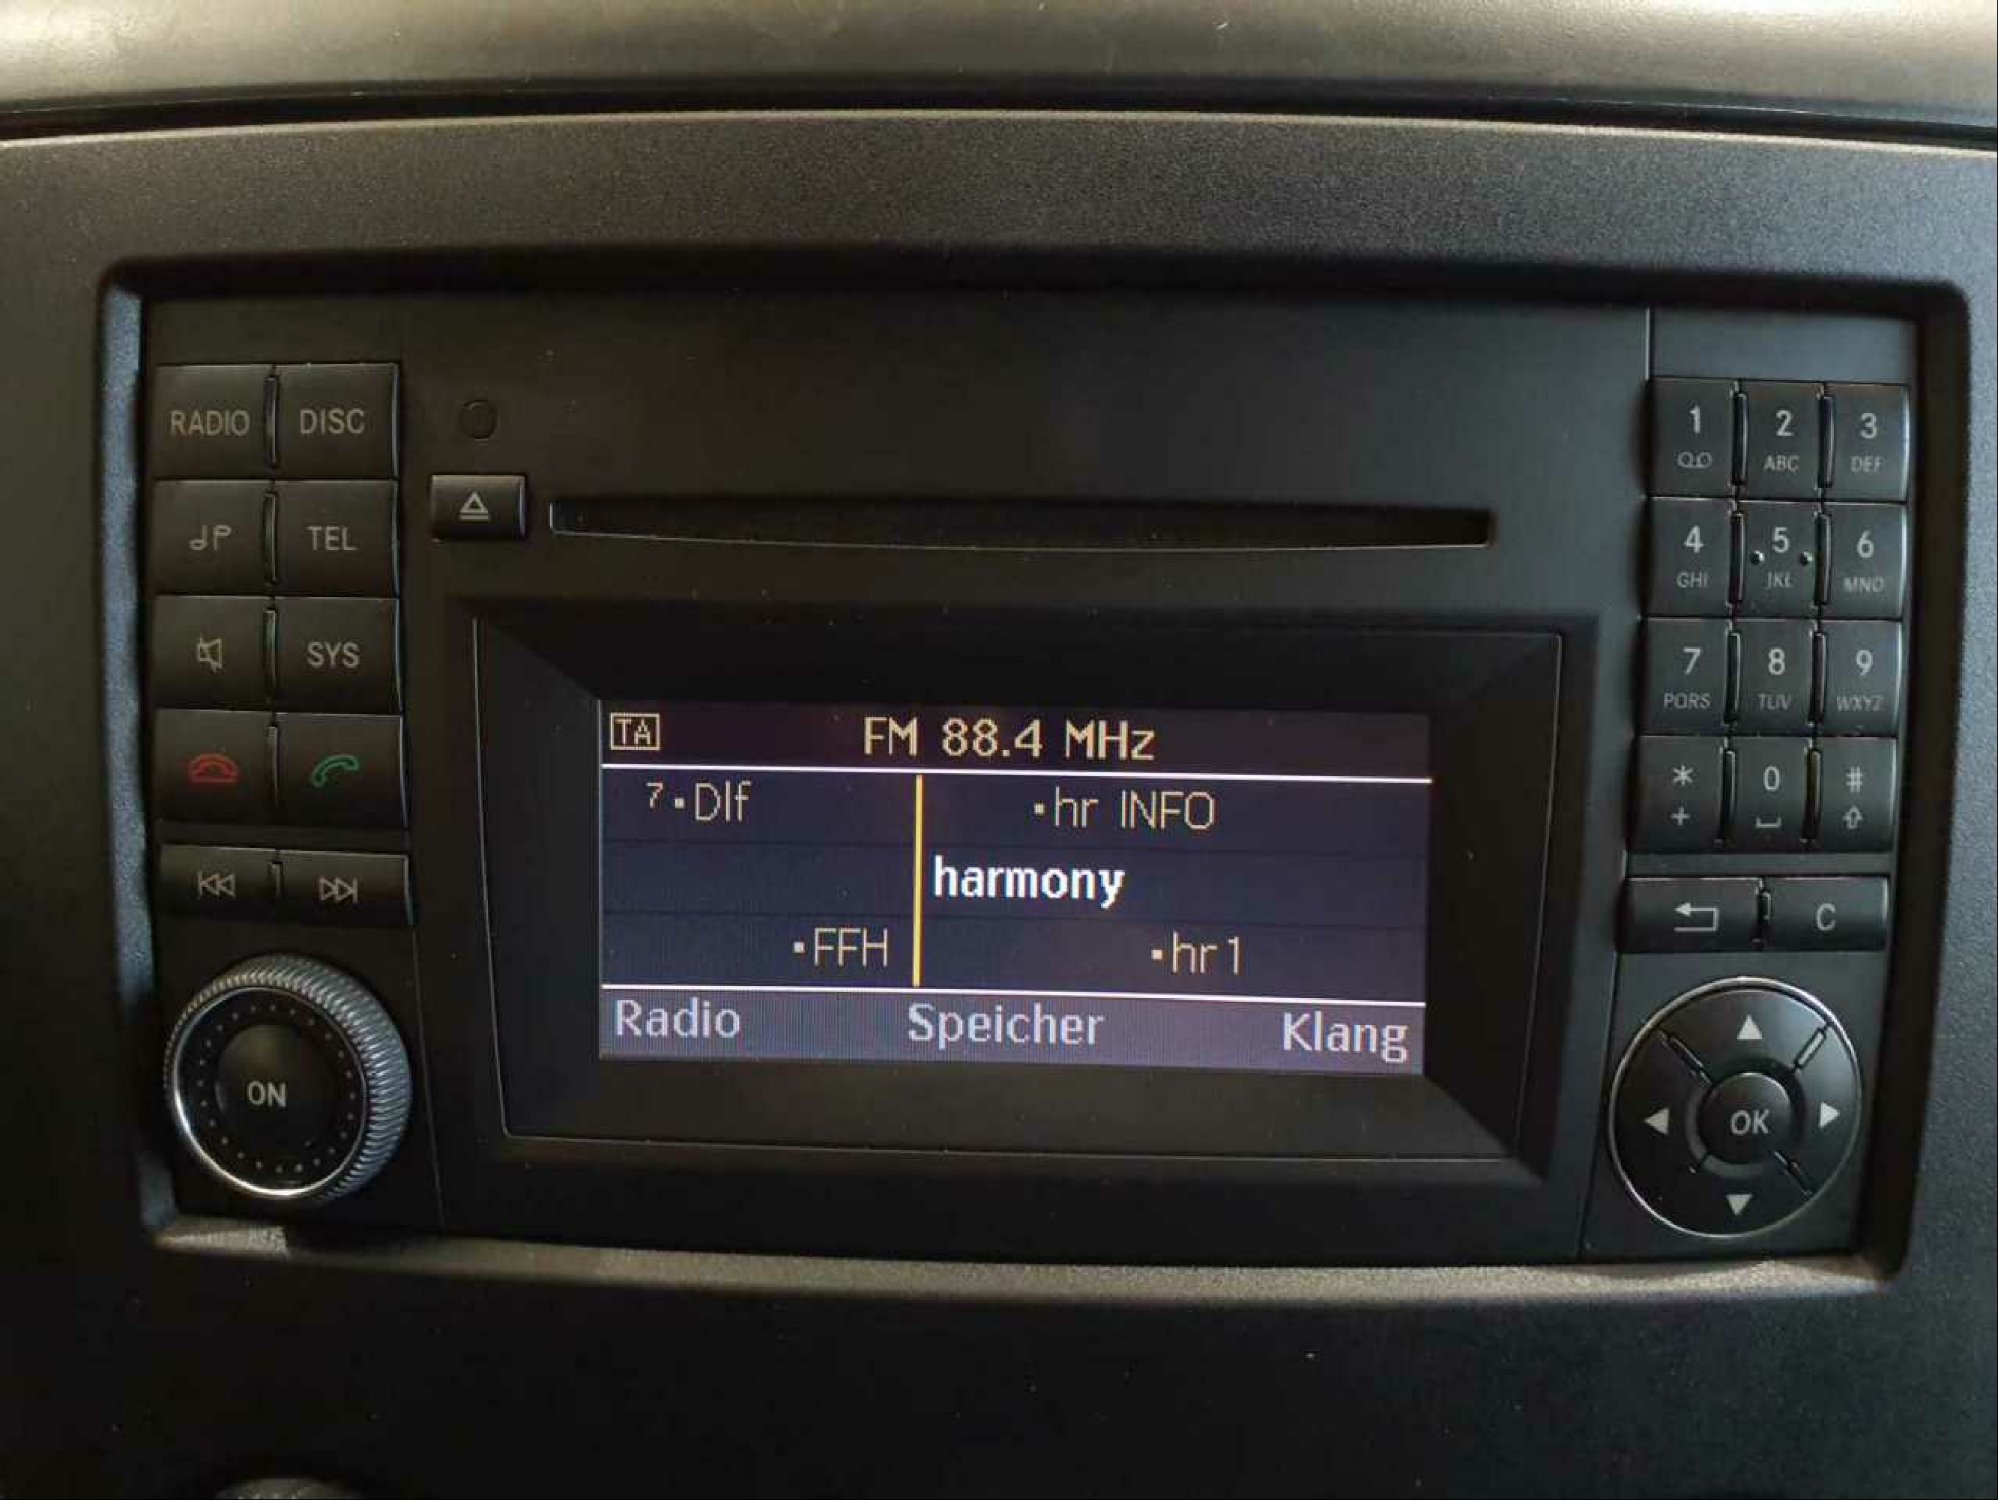 RADIO DISC
TEL
SYS
ON
1 2 3
ABC DEF
4 5 6
GHI JKL MNO
7 8 9
PQRS TUV WXYZ
* 0 #
+
C
OK
TA FM 88.4 MHz
7 Dlf hr INFO
harmony
FFH hr1
Radio Speicher Klang